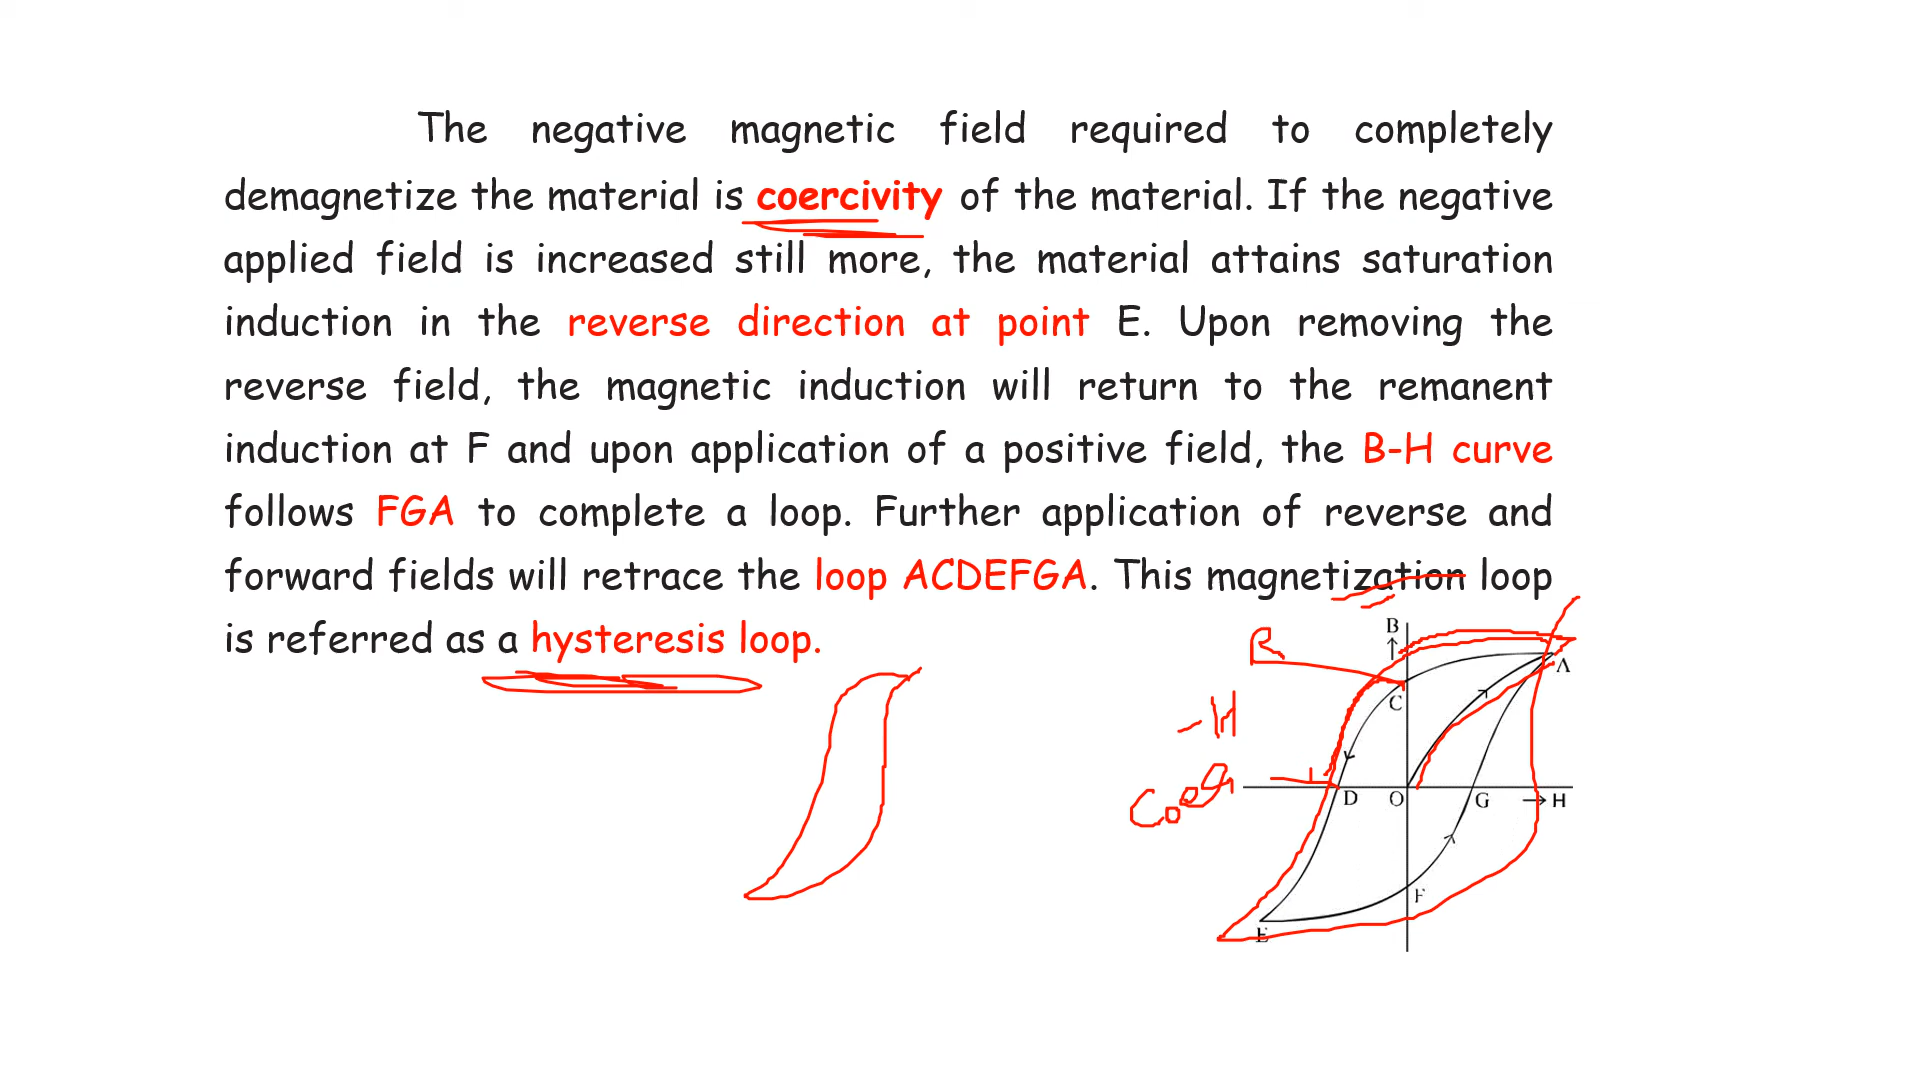 The negative magnetic field required to completely
demagnetize the material is coercivity of the material. If the negative
applied field is increased still more, the material attains saturation
induction in the reverse direction at point E. Upon removing the
reverse field, the magnetic induction will return to the remanent
induction at F and upon application of a positive field, the B-H curve
follows FGA to complete a loop. Further application of reverse and
forward fields will retrace the loop ACDEFGA. This magnetization loop
is referred as a hysteresis loop.
B
R
A
C
-H
D
O
G
→ H
F
E